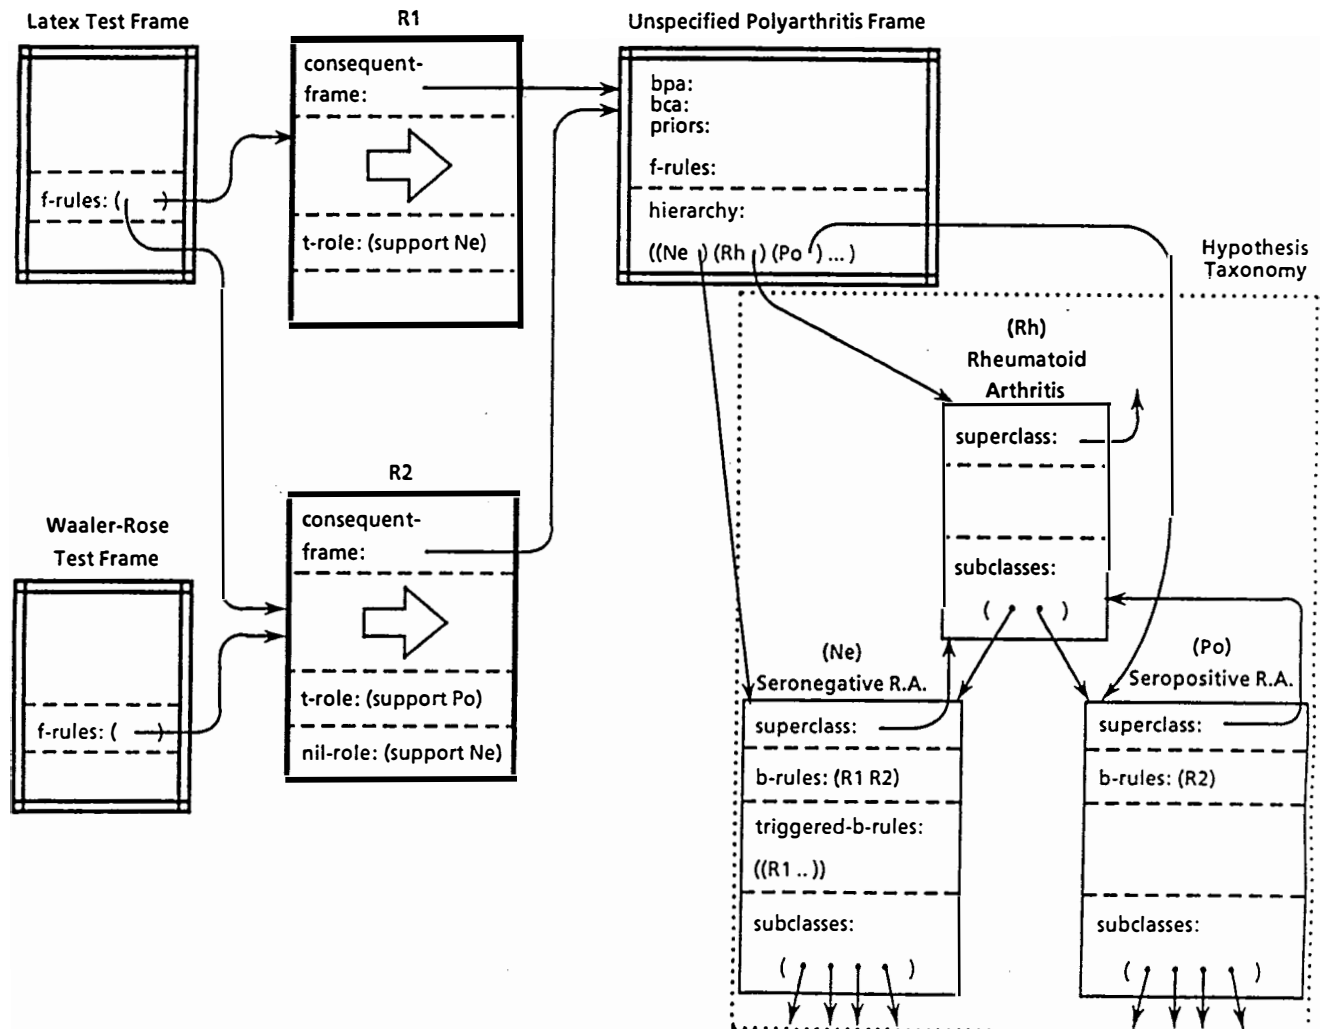 Latex Test Frame
f-rules: ( )
R1
consequent-
frame:
t-role: (support Ne)
Unspecified Polyarthritis Frame
bpa:
bca:
priors:
f-rules:
hierarchy:
((Ne ) (Rh ) (Po ) ... )
Hypothesis
Taxonomy
(Rh)
Rheumatoid
Arthritis
superclass:
subclasses:
( )
Waaler-Rose
Test Frame
f-rules: ( )
R2
consequent-
frame:
t-role: (support Po)
nil-role: (support Ne)
(Ne)
Seronegative R.A.
superclass:
b-rules: (R1 R2)
triggered-b-rules:
((R1 .. ))
subclasses:
( )
(Po)
Seropositive R.A.
superclass:
b-rules: (R2)
subclasses:
( )